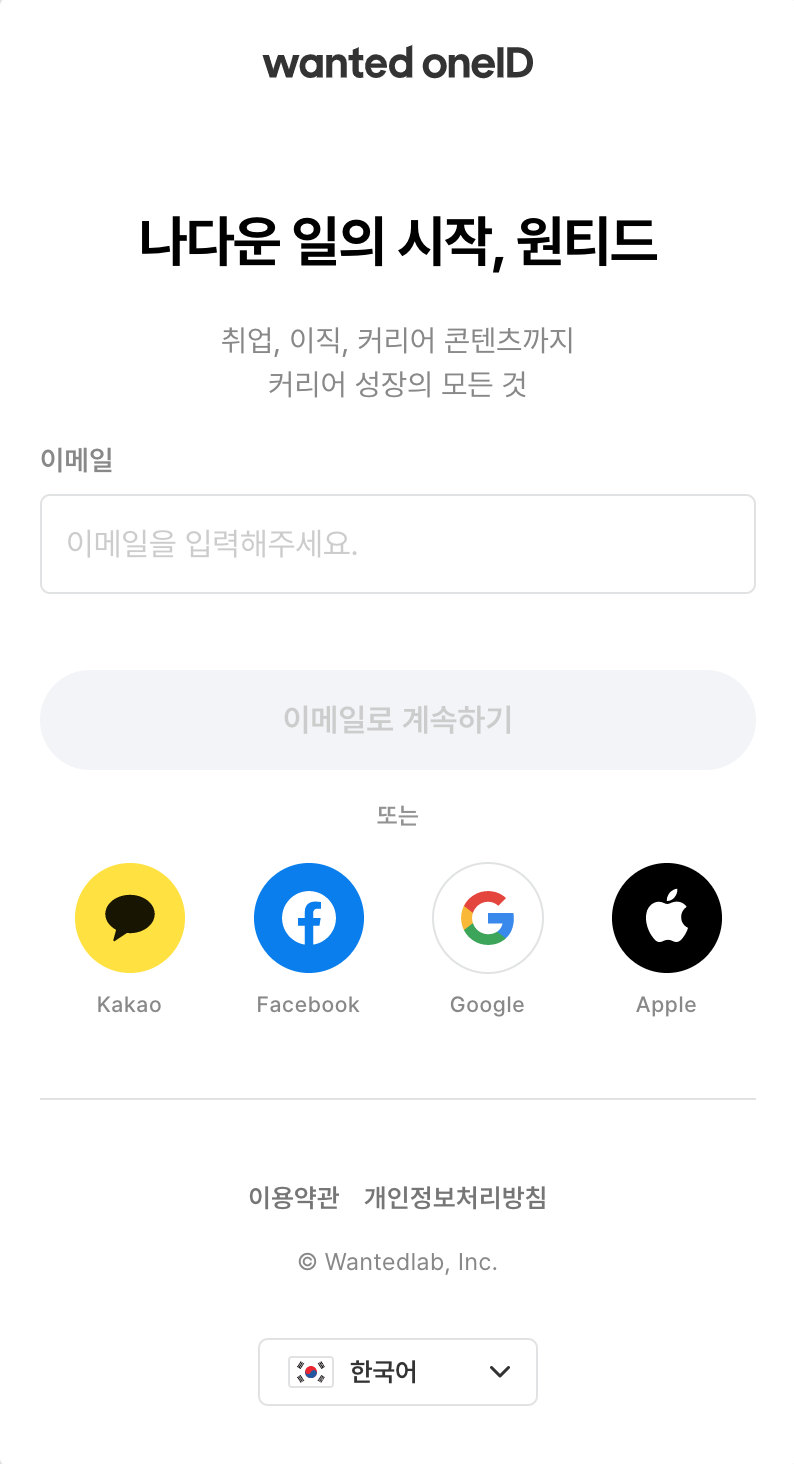 wanted oneID
나다운 일의 시작, 원티드
취업, 이직, 커리어 콘텐츠까지
커리어 성장의 모든 것
이메일
이메일을 입력해주세요.
이메일로 계속하기
또는
Kakao Facebook Google Apple
이용약관 개인정보처리방침
© Wantedlab, Inc.
한국어